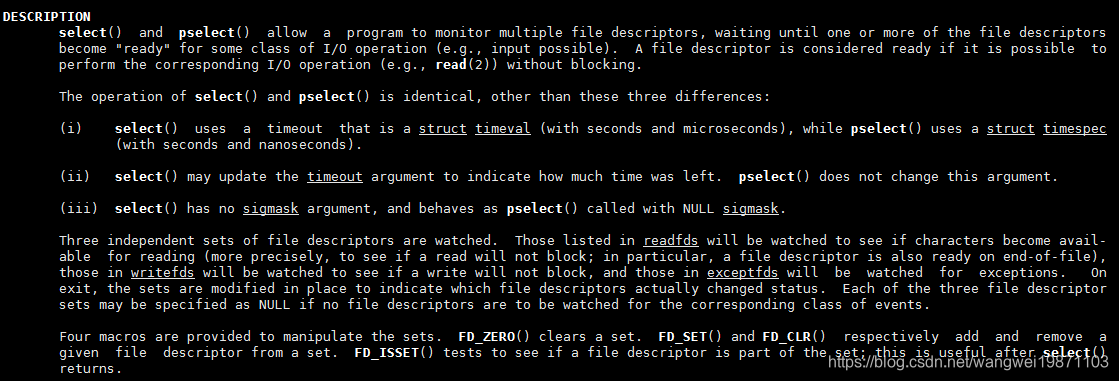 DESCRIPTION
select() and pselect() allow a program to monitor multiple file descriptors, waiting until one or more of the file descriptors
become "ready" for some class of I/O operation (e.g., input possible). A file descriptor is considered ready if it is possible to
perform the corresponding I/O operation (e.g., read(2)) without blocking.
The operation of select() and pselect() is identical, other than these three differences:
(i) select() uses a timeout that is a struct timeval (with seconds and microseconds), while pselect() uses a struct timespec
(with seconds and nanoseconds).
(ii) select() may update the timeout argument to indicate how much time was left. pselect() does not change this argument.
(iii) select() has no sigmask argument, and behaves as pselect() called with NULL sigmask.
Three independent sets of file descriptors are watched. Those listed in readfds will be watched to see if characters become avail-
able for reading (more precisely, to see if a read will not block; in particular, a file descriptor is also ready on end-of-file),
those in writefds will be watched to see if a write will not block, and those in exceptfds will be watched for exceptions. On
exit, the sets are modified in place to indicate which file descriptors actually changed status. Each of the three file descriptor
sets may be specified as NULL if no file descriptors are to be watched for the corresponding class of events.
Four macros are provided to manipulate the sets. FD_ZERO() clears a set. FD_SET() and FD_CLR() respectively add and remove a
given file descriptor from a set. FD_ISSET() tests to see if a file descriptor is part of the set; this is useful after select()
returns.
https://blog.csdn.net/wangwei19871103